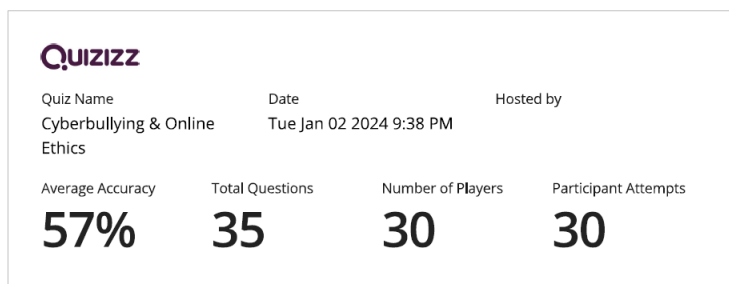 Quizizz
Quiz Name
Cyberbullying & Online
Ethics
Date
Tue Jan 02 2024 9:38 PM
Hosted by
Average Accuracy
57%
Total Questions
35
Number of Players
30
Participant Attempts
30